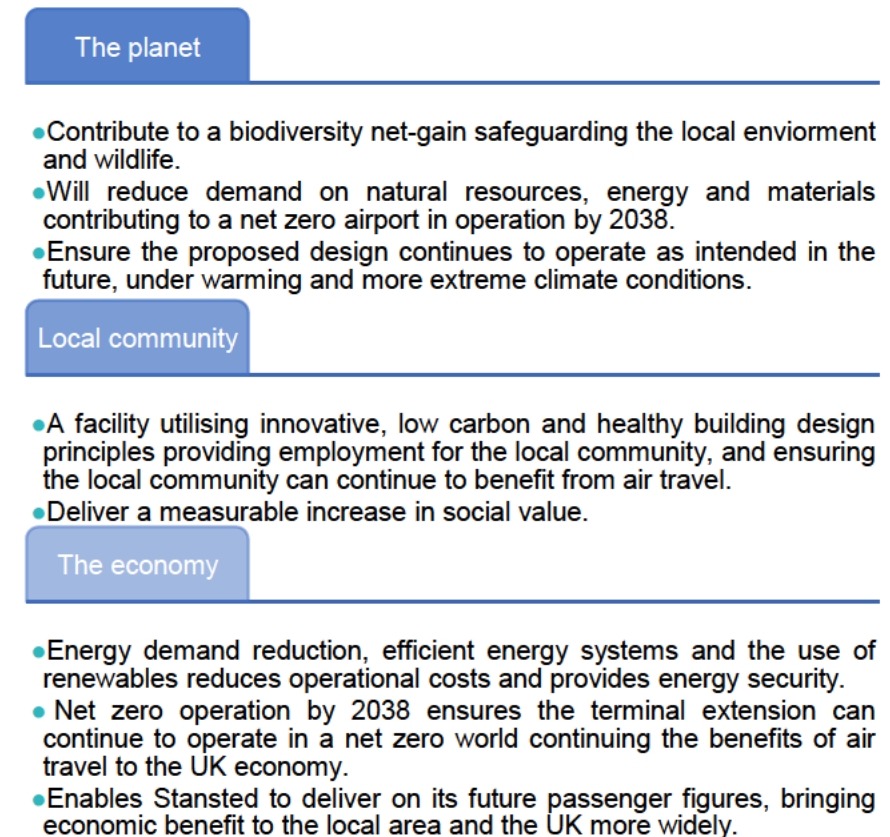 The planet
●Contribute to a biodiversity net-gain safeguarding the local enviorment
and wildlife.
●Will reduce demand on natural resources, energy and materials
contributing to a net zero airport in operation by 2038.
●Ensure the proposed design continues to operate as intended in the
future, under warming and more extreme climate conditions.
Local community
●A facility utilising innovative, low carbon and healthy building design
principles providing employment for the local community, and ensuring
the local community can continue to benefit from air travel.
●Deliver a measurable increase in social value.
The economy
●Energy demand reduction, efficient energy systems and the use of
renewables reduces operational costs and provides energy security.
● Net zero operation by 2038 ensures the terminal extension can
continue to operate in a net zero world continuing the benefits of air
travel to the UK economy.
●Enables Stansted to deliver on its future passenger figures, bringing
economic benefit to the local area and the UK more widely.